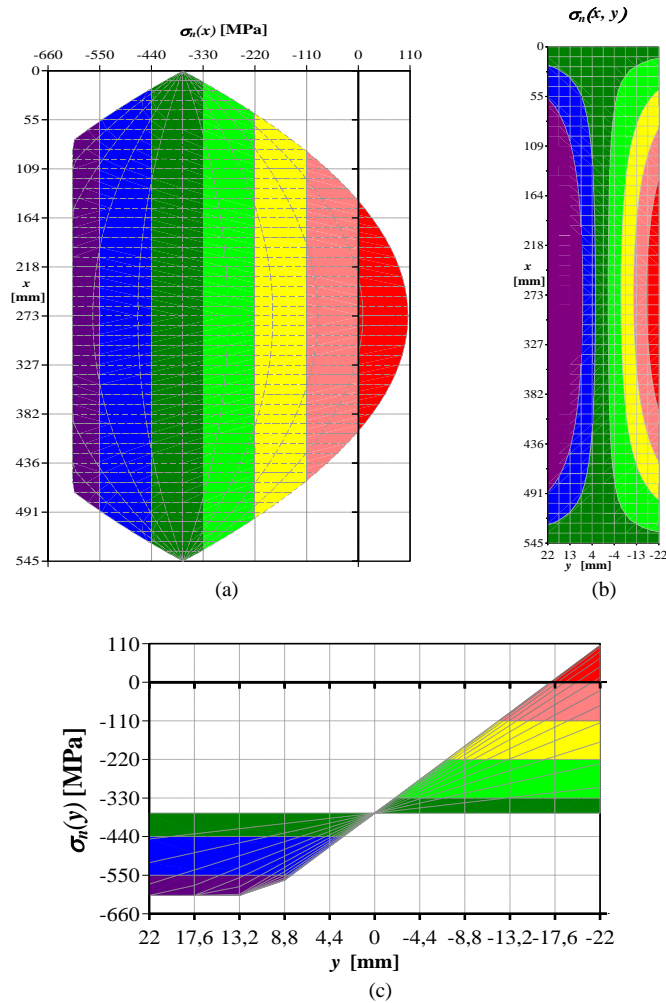 σn(x) [MPa]
-660 -550 -440 -330 -220 -110 0 110
0
55
109
164
218
x
[mm]
273
327
382
436
491
545
(a)
σn(x, y)
0
55
109
164
218
x
[mm]
273
327
382
436
491
545
22 13 4 -4 -13 -22
y [mm]
(b)
σn(y) [MPa]
110
0
-110
-220
-330
-440
-550
-660
22 17,6 13,2 8,8 4,4 0 -4,4 -8,8 -13,2 -17,6 -22
y [mm]
(c)